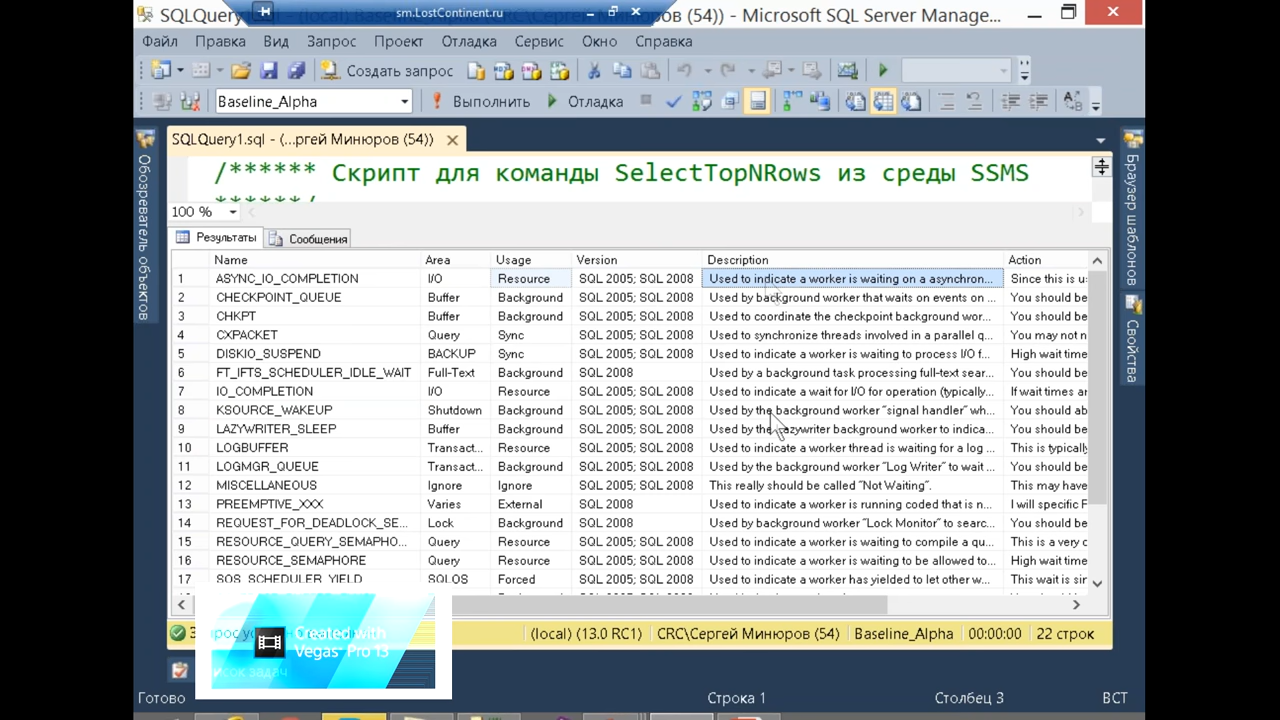 SQLQuery1 - (local) Base
sm.LostContinent.ru
CRC\Сергей Минюров (54)) - Microsoft SQL Server Manage...
Файл Правка Вид Запрос Проект Отладка Сервис Окно Справка
Создать запрос
Baseline_Alpha Выполнить Отладка
SQLQuery1.sql - (...ргей Минюров (54))
Обозреватель объектов
Браузер шаблонов
Свойства
/****** Скрипт для команды SelectTopNRows из среды SSMS
******/
100 %
Результаты Сообщения
Name Area Usage Version Description Action
1 ASYNC_IO_COMPLETION I/O Resource SQL 2005; SQL 2008 Used to indicate a worker is waiting on a asynchron... Since this is u
2 CHECKPOINT_QUEUE Buffer Background SQL 2005; SQL 2008 Used by background worker that waits on events on ... You should be
3 CHKPT Buffer Background SQL 2005; SQL 2008 Used to coordinate the checkpoint background wor... You should be
4 CXPACKET Query Sync SQL 2005; SQL 2008 Used to synchronize threads involved in a parallel q... You may not n
5 DISKIO_SUSPEND BACKUP Sync SQL 2005; SQL 2008 Used to indicate a worker is waiting to process I/O f... High wait time
6 FT_IFTS_SCHEDULER_IDLE_WAIT Full-Text Background SQL 2008 Used by a background task processing full-text sear... You should be
7 IO_COMPLETION I/O Resource SQL 2005; SQL 2008 Used to indicate a wait for I/O for operation (typically... If wait times ar
8 KSOURCE_WAKEUP Shutdown Background SQL 2005; SQL 2008 Used by the background worker "signal handler" wh... You should ab
9 LAZYWRITER_SLEEP Buffer Background SQL 2005; SQL 2008 Used by the lazywriter background worker to indica... You should be
10 LOGBUFFER Transact... Resource SQL 2005; SQL 2008 Used to indicate a worker thread is waiting for a log ... This is typically
11 LOGMGR_QUEUE Transact... Background SQL 2005; SQL 2008 Used by the background worker "Log Writer" to wait ... You should be
12 MISCELLANEOUS Ignore Ignore SQL 2005; SQL 2008 This really should be called "Not Waiting". This may have
13 PREEMPTIVE_XXX Varies External SQL 2008 Used to indicate a worker is running coded that is n... I will specific F
14 REQUEST_FOR_DEADLOCK_SE... Lock Background SQL 2008 Used by background worker "Lock Monitor" to searc... You should be
15 RESOURCE_QUERY_SEMAPHO... Query Resource SQL 2005; SQL 2008 Used to indicate a worker is waiting to compile a qu... This is a very c
16 RESOURCE_SEMAPHORE Query Resource SQL 2005; SQL 2008 Used to indicate a worker is waiting to be allowed to... High wait time
17 SOS_SCHEDULER_YIELD SQLOS Forced SQL 2005; SQL 2008 Used to indicate a worker has yielded to let other w... This wait is sir
(local) (13.0 RC1) CRC\Сергей Минюров (54) Baseline_Alpha 00:00:00 22 строк
Created with
Vegas Pro 13
Готово Строка 1 Столбец 3 ВСТ